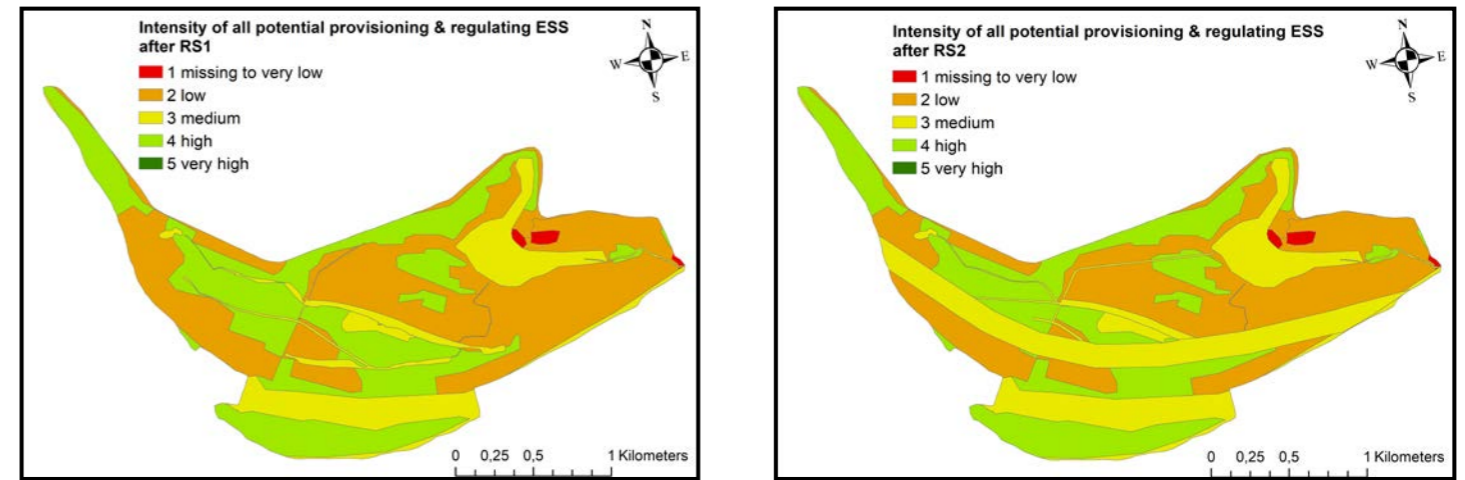 Intensity of all potential provisioning & regulating ESS
after RS1
1 missing to very low
2 low
3 medium
4 high
5 very high
N
W E
S
0 0,25 0,5 1 Kilometers
Intensity of all potential provisioning & regulating ESS
after RS2
1 missing to very low
2 low
3 medium
4 high
5 very high
N
W E
S
0 0,25 0,5 1 Kilometers